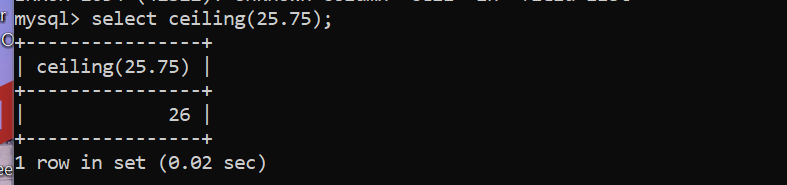 mysql> select ceiling(25.75);
+----------------+
| ceiling(25.75) |
+----------------+
|             26 |
+----------------+
1 row in set (0.02 sec)